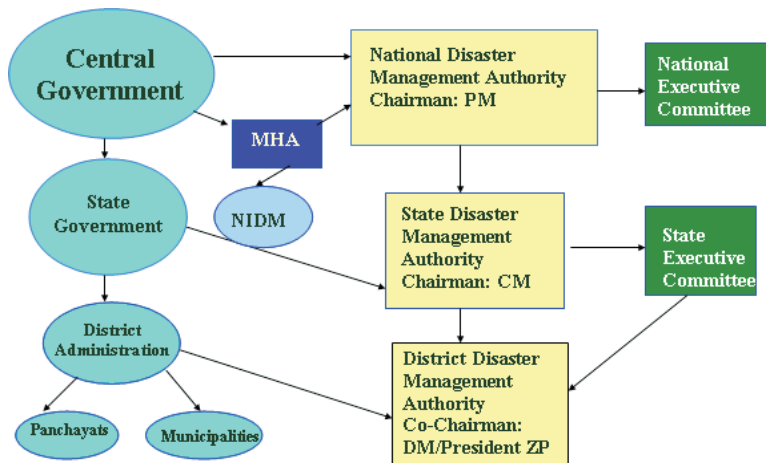 Central
Government
National Disaster
Management Authority
Chairman: PM
National
Executive
Committee
MHA
NIDM
State
Government
State Disaster
Management
Authority
Chairman: CM
State
Executive
Committee
District
Administration
District Disaster
Management
Authority
Co-Chairman:
DM/President ZP
Panchayats
Municipalities